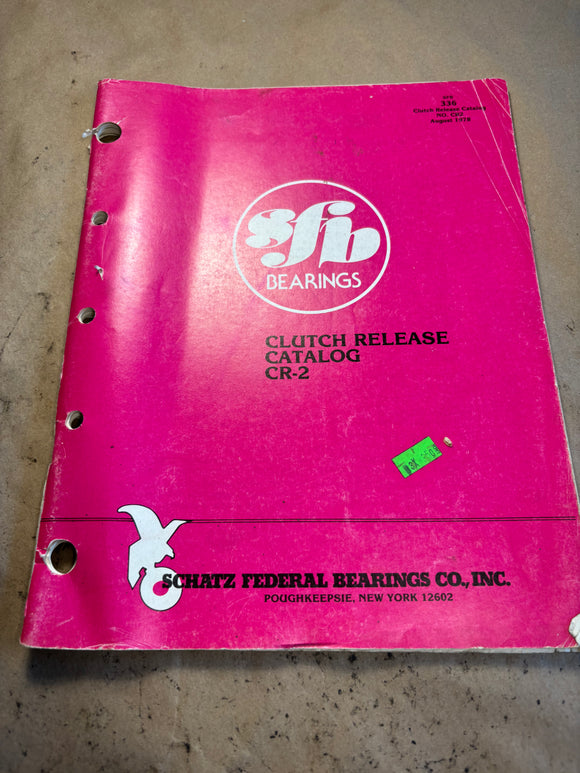 SFB
336
Clutch Release Catalog
NO. CP2
August 1978
sfb
BEARINGS
CLUTCH RELEASE
CATALOG
CR-2
SCHATZ FEDERAL BEARINGS CO., INC.
POUGHKEEPSIE, NEW YORK 12602